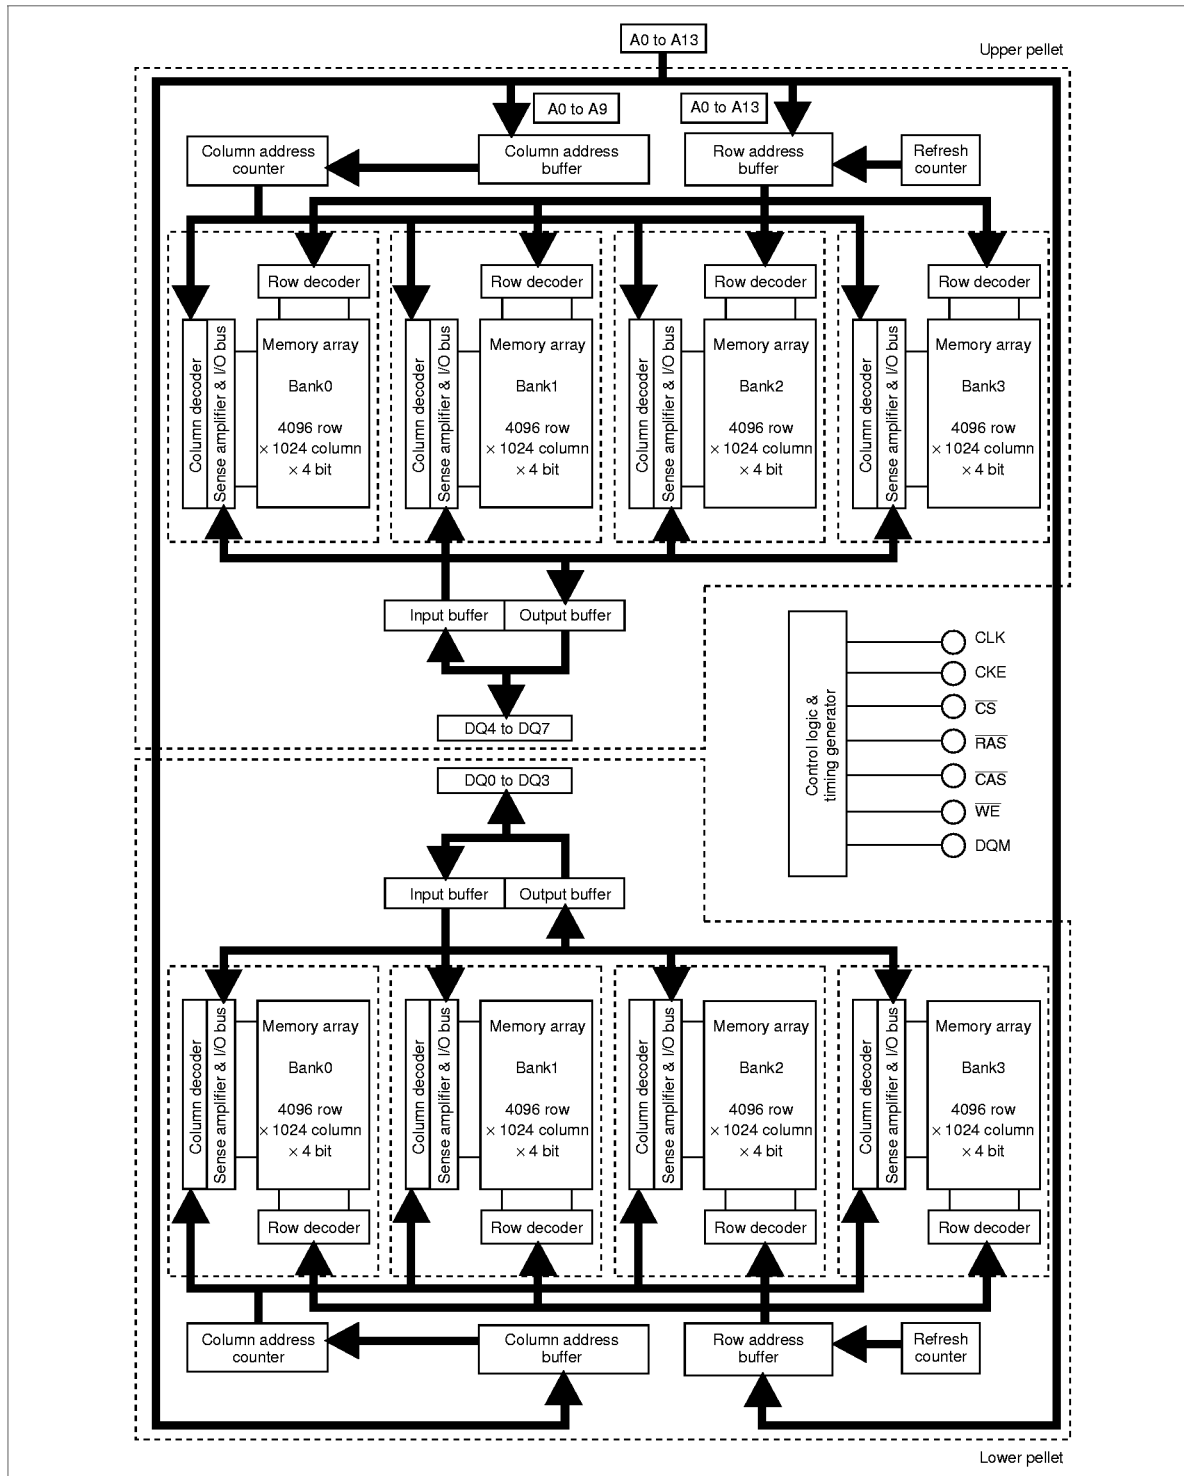 A0 to A13
Upper pellet
A0 to A9
A0 to A13
Column address
counter
Column address
buffer
Row address
buffer
Refresh
counter
Row decoder
Row decoder
Row decoder
Row decoder
Column decoder
Sense amplifier & I/O bus
Memory array
Bank0
4096 row
× 1024 column
× 4 bit
Column decoder
Sense amplifier & I/O bus
Memory array
Bank1
4096 row
× 1024 column
× 4 bit
Column decoder
Sense amplifier & I/O bus
Memory array
Bank2
4096 row
× 1024 column
× 4 bit
Column decoder
Sense amplifier & I/O bus
Memory array
Bank3
4096 row
× 1024 column
× 4 bit
Input buffer
Output buffer
DQ4 to DQ7
Control logic &
timing generator
CLK
CKE
C̅S̅
R̅A̅S̅
C̅A̅S̅
W̅E̅
DQM
DQ0 to DQ3
Input buffer
Output buffer
Column decoder
Sense amplifier & I/O bus
Memory array
Bank0
4096 row
× 1024 column
× 4 bit
Column decoder
Sense amplifier & I/O bus
Memory array
Bank1
4096 row
× 1024 column
× 4 bit
Column decoder
Sense amplifier & I/O bus
Memory array
Bank2
4096 row
× 1024 column
× 4 bit
Column decoder
Sense amplifier & I/O bus
Memory array
Bank3
4096 row
× 1024 column
× 4 bit
Row decoder
Row decoder
Row decoder
Row decoder
Column address
counter
Column address
buffer
Row address
buffer
Refresh
counter
Lower pellet